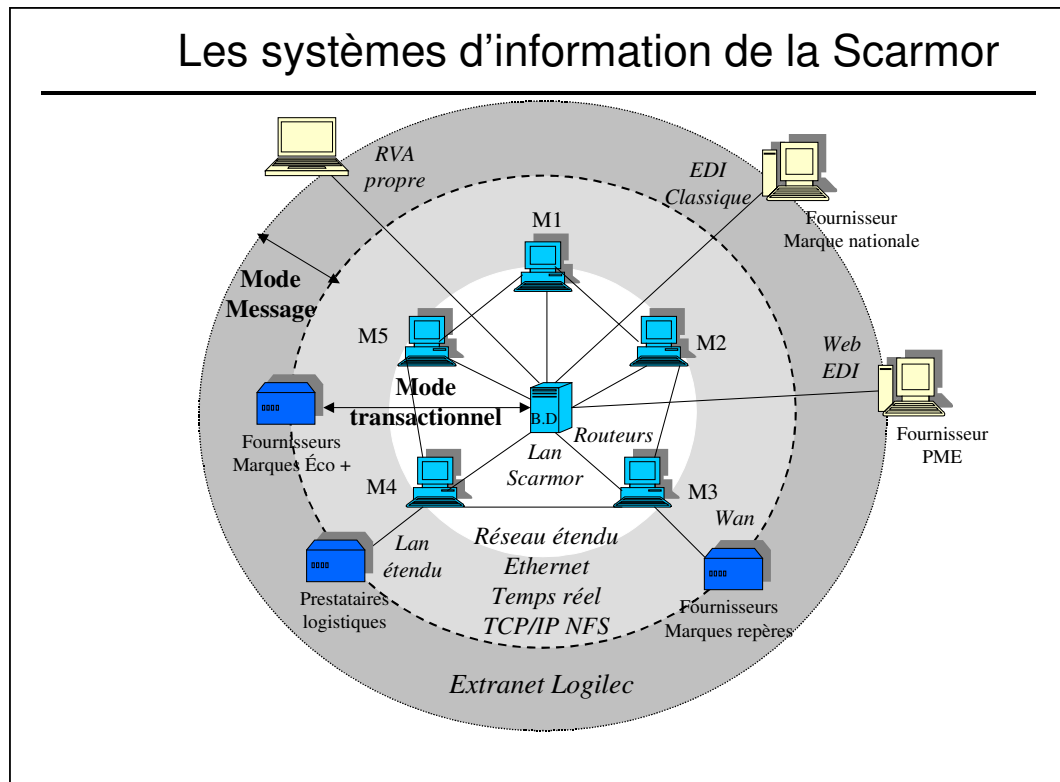 Les systèmes d'information de la Scarmor
RVA
propre
EDI
Classique
Fournisseur
Marque nationale
M1
Mode
Message
M5
M2
Web
EDI
Mode
transactionnel
B.D
Routeurs
Lan
Scarmor
Fournisseurs
Marques Éco +
Fournisseur
PME
M4
M3
Wan
Lan
étendu
Réseau étendu
Ethernet
Temps réel
TCP/IP NFS
Prestataires
logistiques
Fournisseurs
Marques repères
Extranet Logilec